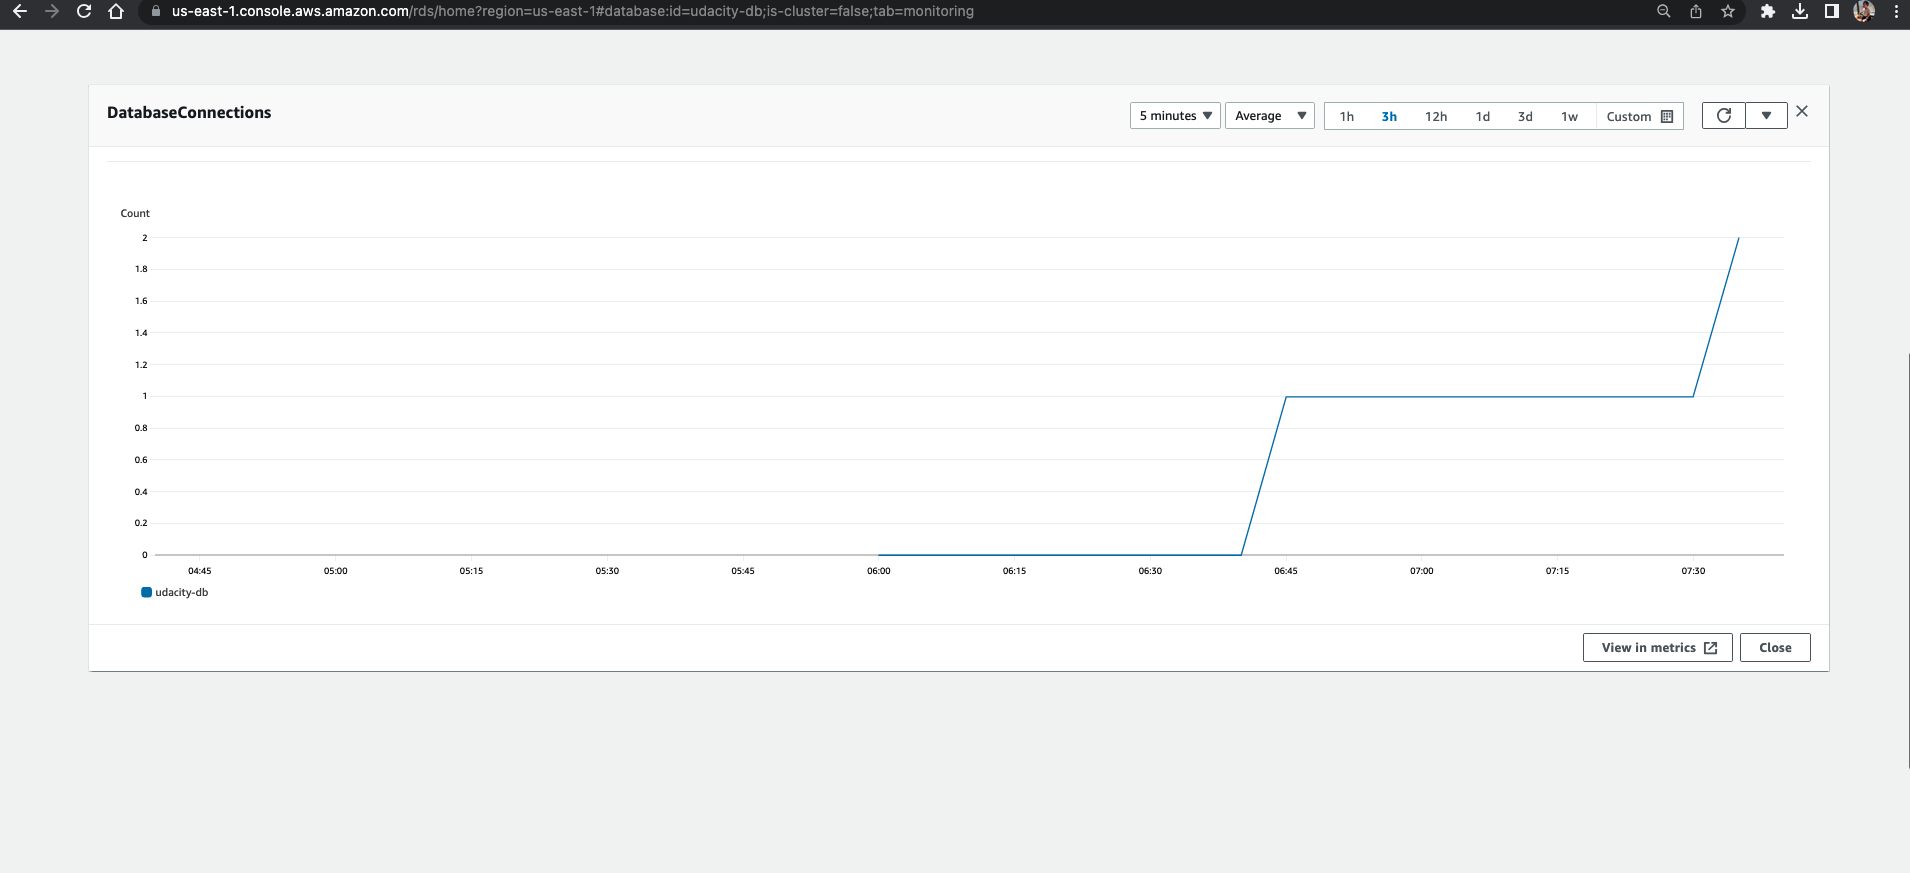 us-east-1.console.aws.amazon.com/rds/home?region=us-east-1#database:id=udacity-db;is-cluster=false;tab=monitoring
DatabaseConnections
5 minutes Average 1h 3h 12h 1d 3d 1w Custom
Count
2
1.8
1.6
1.4
1.2
1
0.8
0.6
0.4
0.2
0
04:45 05:00 05:15 05:30 05:45 06:00 06:15 06:30 06:45 07:00 07:15 07:30
udacity-db
View in metrics Close